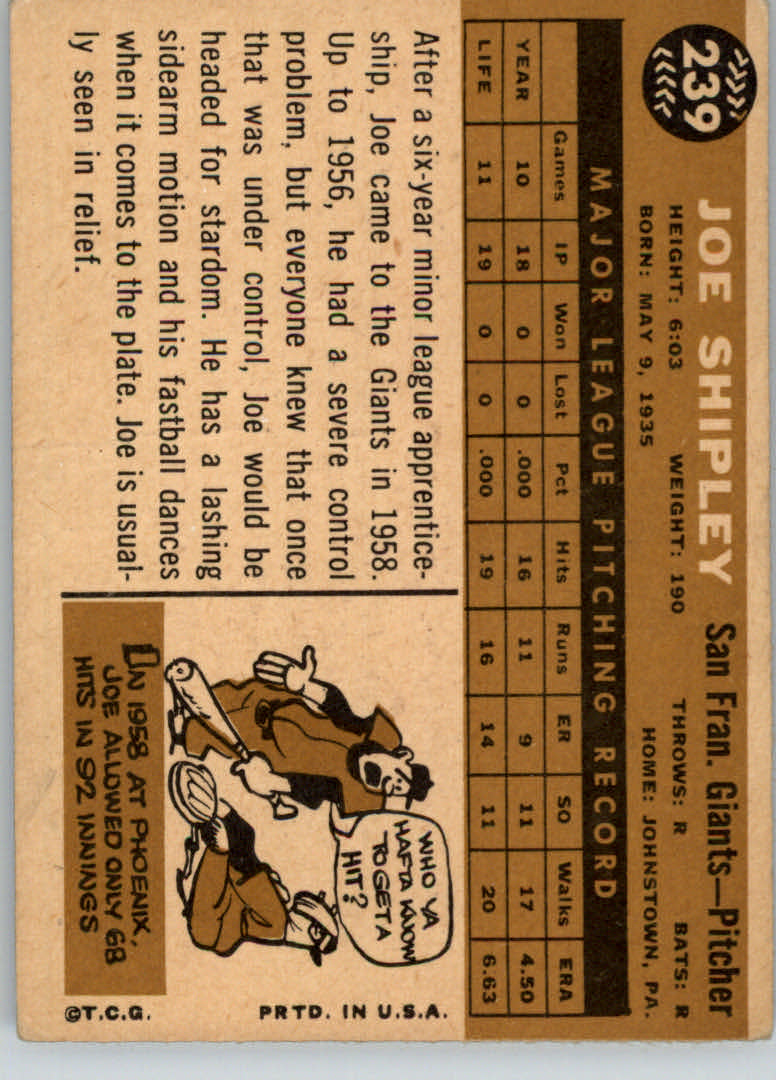 239
JOE SHIPLEY San Fran. Giants—Pitcher
HEIGHT: 6:03 WEIGHT: 190 THROWS: R BATS: R
BORN: MAY 9, 1935 HOME: JOHNSTOWN, PA.
MAJOR LEAGUE PITCHING RECORD
Games IP Won Lost Pct Hits Runs ER SO Walks ERA
YEAR 10 18 0 0 .000 16 11 9 11 17 4.50
LIFE 11 19 0 0 .000 19 16 14 11 20 6.63
After a six-year minor league apprentice-
ship, Joe came to the Giants in 1958.
Up to 1956, he had a severe control
problem, but everyone knew that once
that was under control, Joe would be
headed for stardom. He has a lashing
sidearm motion and his fastball dances
when it comes to the plate. Joe is usual-
ly seen in relief.
WHO YA
HAFTA KNOW
TO GET A
HIT?
IN 1958 AT PHOENIX,
JOE ALLOWED ONLY 68
HITS IN 92 INNINGS
©T.C.G. PRTD. IN U.S.A.